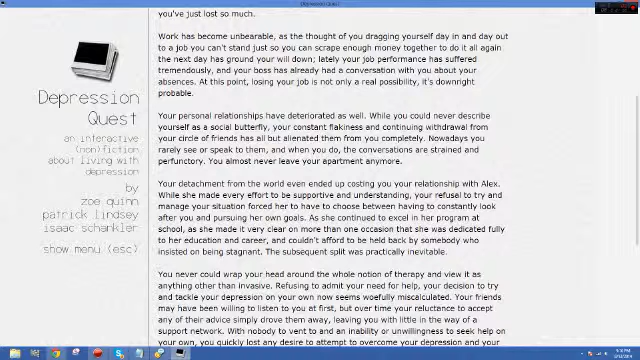 Depression Quest
you've just lost so much.
Work has become unbearable, as the thought of you dragging yourself day in and day out
to a job you can't stand just so you can scrape enough money together to do it all again
the next day has ground your will down; lately your job performance has suffered
tremendously, and your boss has already had a conversation with you about your
absences. At this point, losing your job is not only a real possibility, it's downright
probable.
Your personal relationships have deteriorated as well. While you could never describe
yourself as a social butterfly, your constant flakiness and continuing withdrawal from
your circle of friends has all but alienated them from you completely. Nowadays you
rarely see or speak to them, and when you do, the conversations are strained and
perfunctory. You almost never leave your apartment anymore.
Your detachment from the world even ended up costing you your relationship with Alex.
While she made every effort to be supportive and understanding, your refusal to try and
manage your situation forced her to have to choose between having to constantly look
after you and pursuing her own goals. As she continued to excel in her program at
school, as she made it very clear on more than one occasion that she was dedicated fully
to her education and career, and couldn't afford to be held back by somebody who
insisted on being stagnant. The subsequent split was practically inevitable.
You never could wrap your head around the whole notion of therapy and view it as
anything other than invasive. Refusing to admit your need for help, your decision to try
and tackle your depression on your own now seems woefully miscalculated. Your friends
may have been willing to listen to you at first, but over time your reluctance to accept
any of their advice simply drove them away, leaving you with little in the way of a
support network. With nobody to vent to and an inability or unwillingness to seek help on
your own, you quickly lost any desire to attempt to overcome your depression and your
Depression
Quest
an interactive
(non)fiction
about living with
depression
by
zoe quinn
patrick lindsey
isaac schankler
show menu (esc)